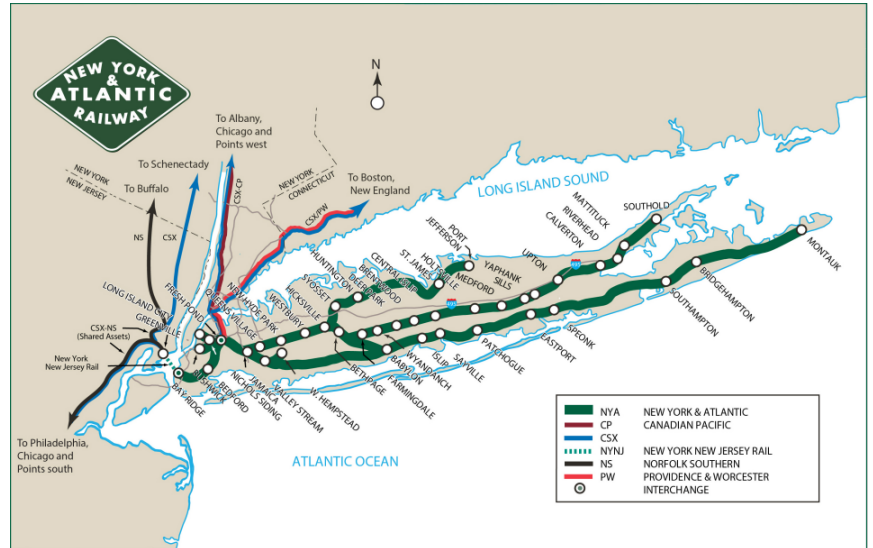 NEW YORK
&
ATLANTIC
RAILWAY
N
To Albany,
Chicago and
Points west
To Schenectady
To Buffalo
NEW YORK
NEW JERSEY
NEW YORK
CONNECTICUT
To Boston,
New England
LONG ISLAND SOUND
CSX-CP
CSX/PW
NS
CSX
SOUTHOLD
MATTITUCK
RIVERHEAD
CALVERTON
UPTON
PORT
JEFFERSON
YAPHANK
SILLS
MEDFORD
HOLTSVILLE
ST. JAMES
CENTRAL ISLIP
BRENTWOOD
DEER PARK
HUNTINGTON
SYOSSET
HICKSVILLE
WESTBURY
NEW HYDE PARK
QUEENS VILLAGE
FRESH POND
LONG ISLAND CITY
GREENVILLE
MONTAUK
BRIDGEHAMPTON
SOUTHAMPTON
SPEONK
EASTPORT
PATCHOGUE
SAYVILLE
ISLIP
BABYLON
WYANDANCH
FARMINGDALE
BETHPAGE
W. HEMPSTEAD
VALLEY STREAM
JAMAICA
NICHOLS SIDING
BEDFORD
BUSHWICK
BAY RIDGE
CSX-NS
(Shared Assets)
New York
New Jersey Rail
To Philadelphia,
Chicago and
Points south
ATLANTIC OCEAN
NYA NEW YORK & ATLANTIC
CP CANADIAN PACIFIC
CSX
NYNJ NEW YORK NEW JERSEY RAIL
NS NORFOLK SOUTHERN
PW PROVIDENCE & WORCESTER
INTERCHANGE